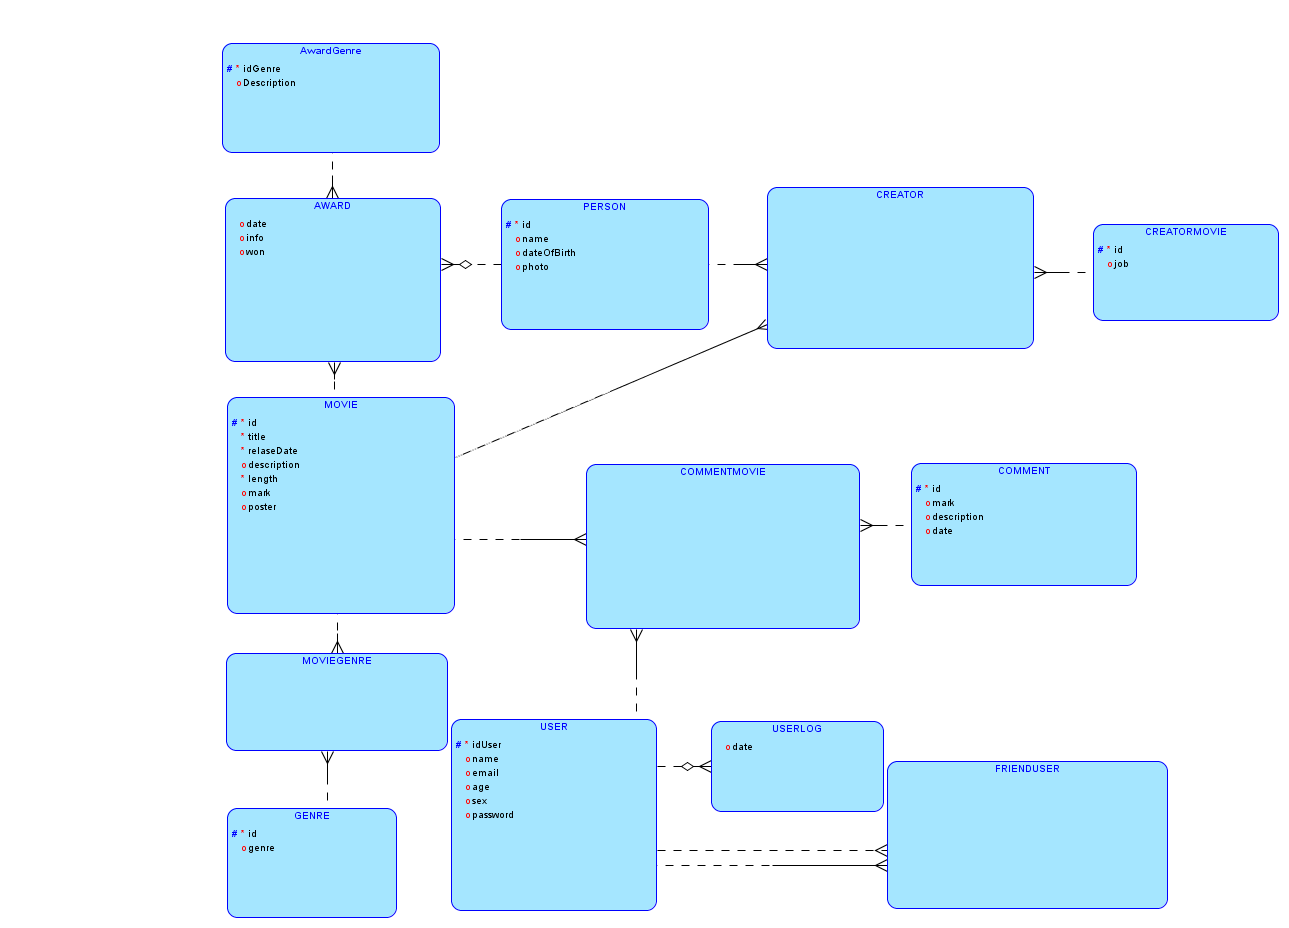 AwardGenre
# * idGenre
o Description
AWARD
o date
o info
o won
PERSON
# * id
o name
o dateOfBirth
o photo
CREATOR
CREATORMOVIE
# * id
o job
MOVIE
# * id
* title
* relaseDate
o description
* length
o mark
o poster
COMMENTMOVIE
COMMENT
# * id
o mark
o description
o date
MOVIEGENRE
USER
# * idUser
o name
o email
o age
o sex
o password
USERLOG
o date
FRIENDUSER
GENRE
# * id
o genre